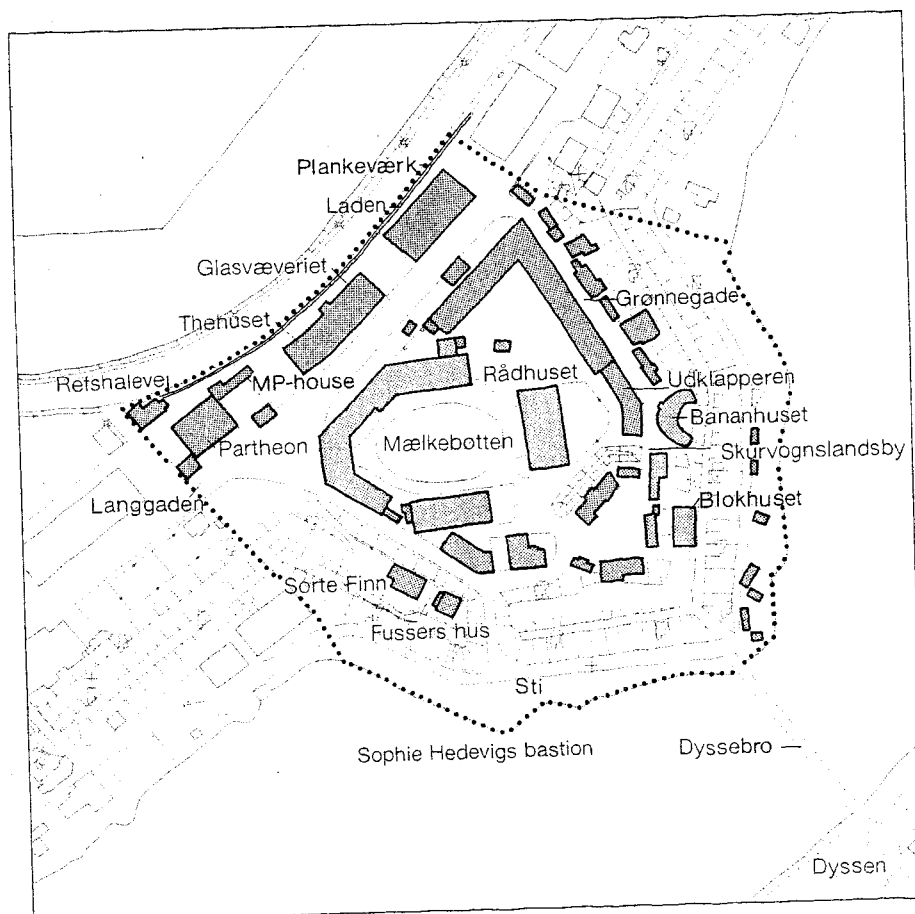 Plankeværk
Laden
Glasvæveriet
Grønnegade
Thehuset
Refshalevej
MP-house
Rådhuset
Udklapperen
Bananhuset
Partheon
Mælkebøtten
Skurvognslandsby
Langgaden
Blokhuset
Sorte Finn
Fussers hus
Sti
Sophie Hedevigs bastion
Dyssebro
Dyssen